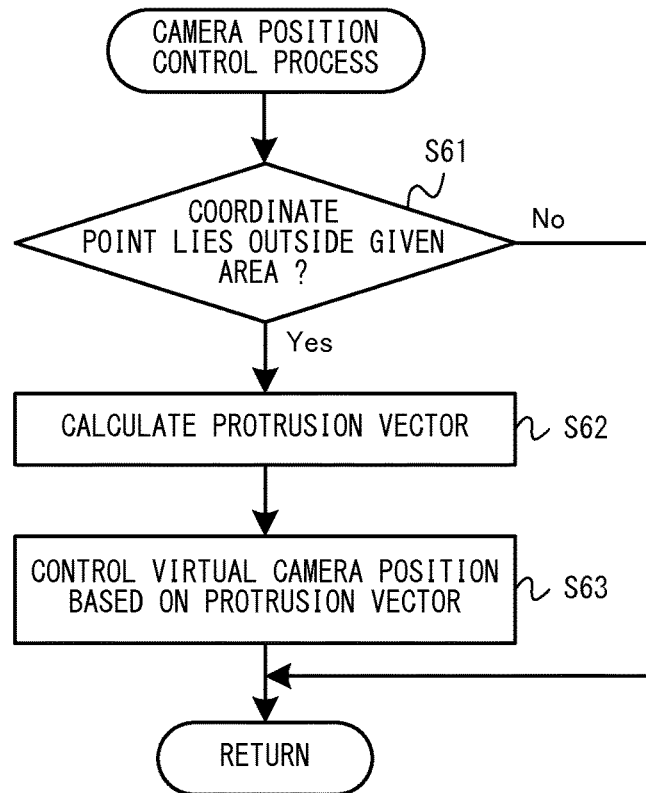 CAMERA POSITION
CONTROL PROCESS
S61
COORDINATE
POINT LIES OUTSIDE GIVEN
AREA ?
No
Yes
CALCULATE PROTRUSION VECTOR
S62
CONTROL VIRTUAL CAMERA POSITION
BASED ON PROTRUSION VECTOR
S63
RETURN